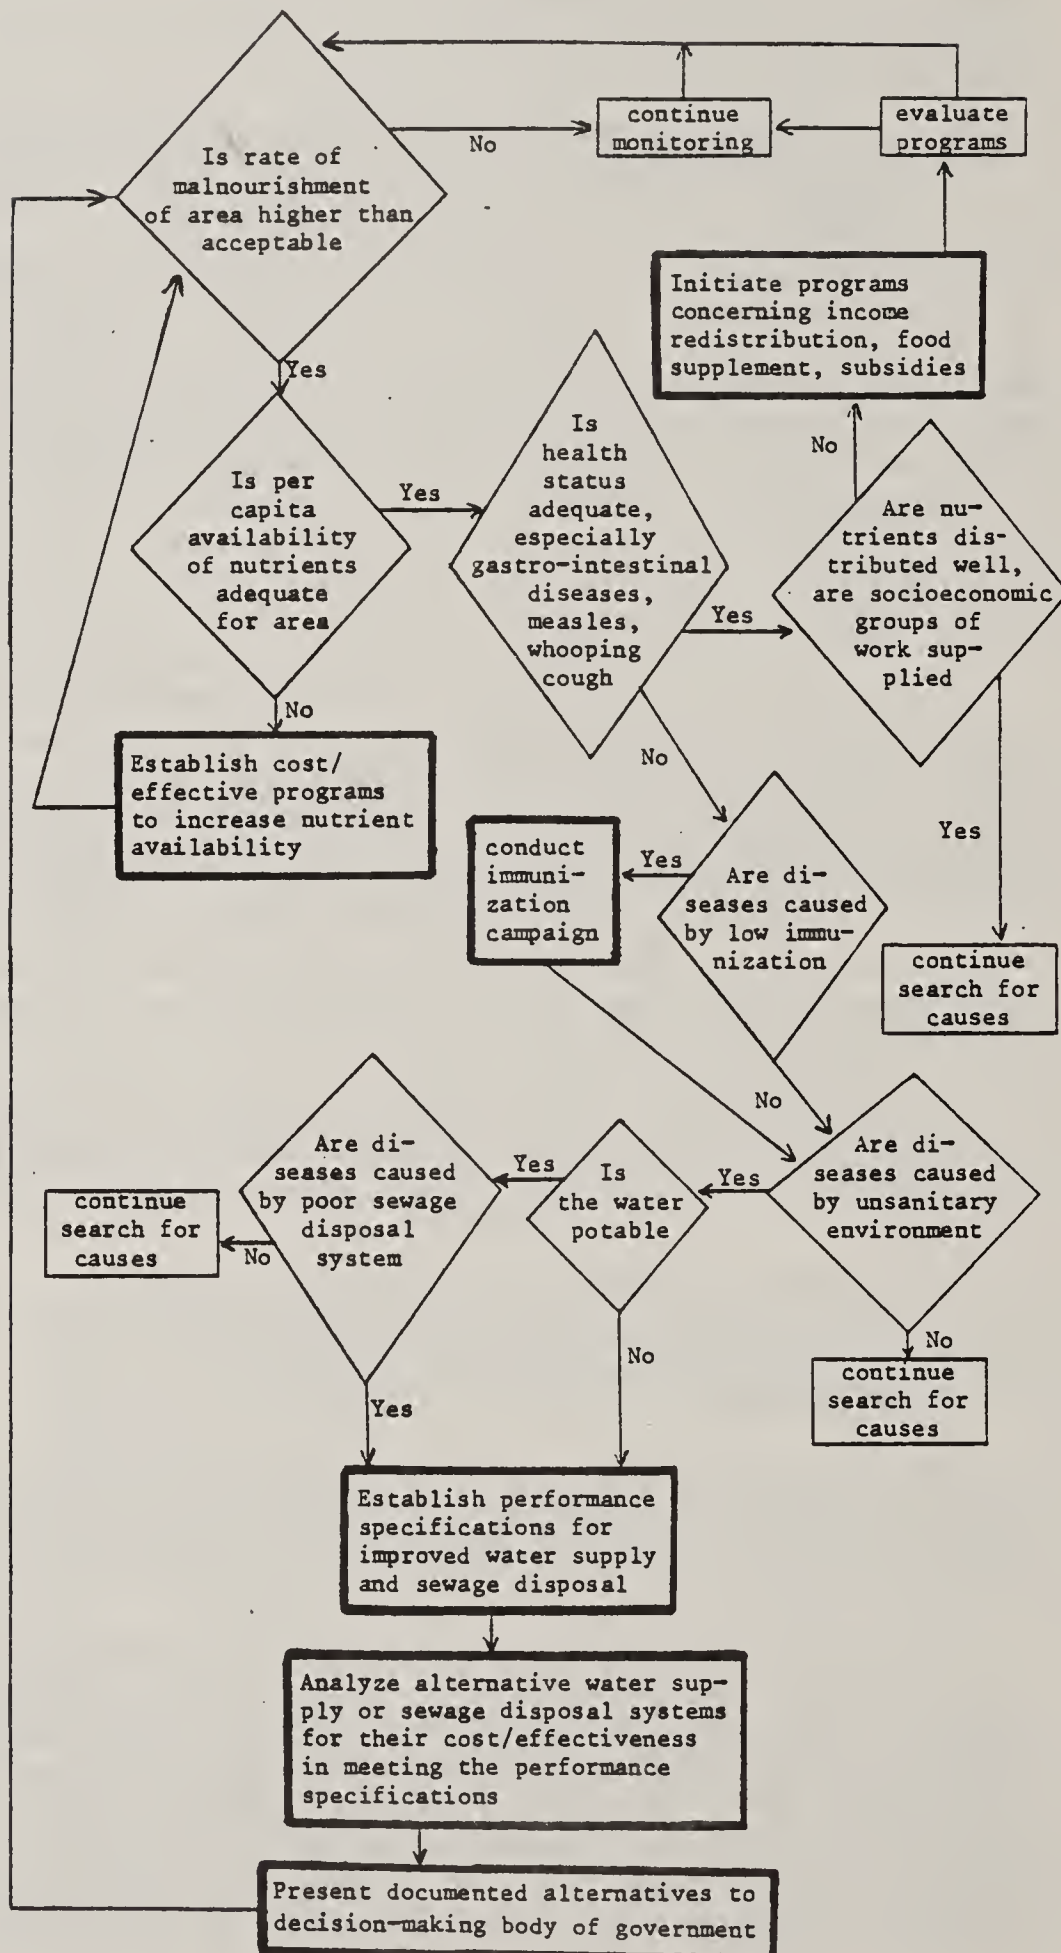 Is rate of
malnourishment
of area higher than
acceptable
No
continue
monitoring
evaluate
programs
Initiate programs
concerning income
redistribution, food
supplement, subsidies
Yes
Is per
capita
availability
of nutrients
adequate
for area
Yes
Is
health
status
adequate,
especially
gastro-intestinal
diseases,
measles,
whooping
cough
Yes
No
Are nu-
trients dis-
tributed well,
are socioeconomic
groups of
work sup-
plied
No
Establish cost/
effective programs
to increase nutrient
availability
No
Yes
conduct
immuni-
zation
campaign
Yes
Are di-
seases caused
by low immu-
nization
continue
search for
causes
No
Are di-
seases caused
by poor sewage
disposal
system
Yes
Is
the water
potable
Yes
Are di-
seases caused
by unsanitary
environment
continue
search for
causes
No
No
No
continue
search for
causes
Yes
Establish performance
specifications for
improved water supply
and sewage disposal
Analyze alternative water sup-
ply or sewage disposal systems
for their cost/effectiveness
in meeting the performance
specifications
Present documented alternatives to
decision-making body of government